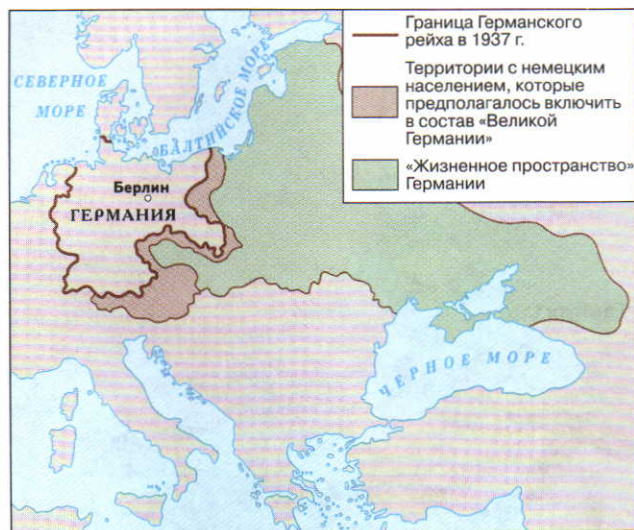 Граница Германского
рейха в 1937 г.
Территории с немецким
населением, которые
предполагалось включить
в состав «Великой
Германии»
«Жизненное пространство»
Германии
СЕВЕРНОЕ
МОРЕ
БАЛТИЙСКОЕ МОРЕ
Берлин
ГЕРМАНИЯ
ЧЕРНОЕ МОРЕ